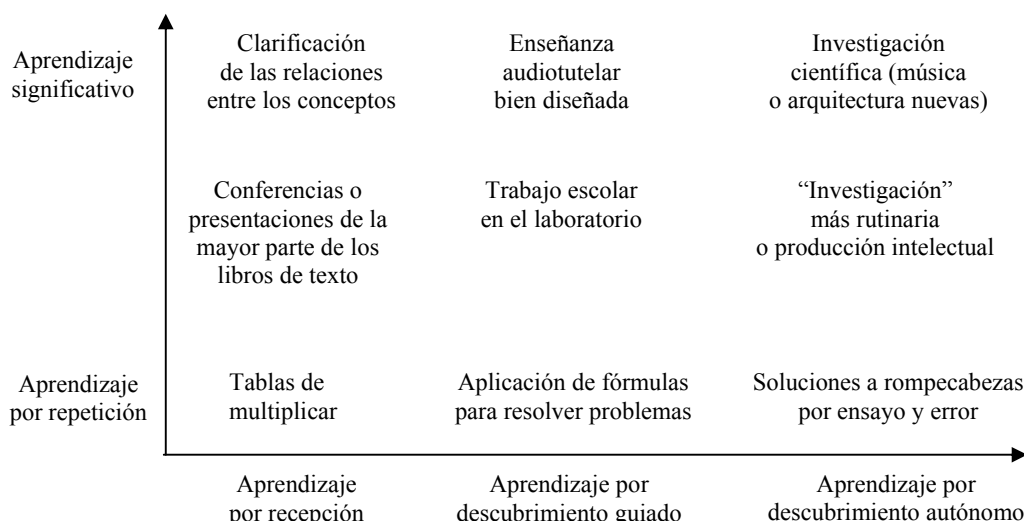 Aprendizaje
significativo
Clarificación
de las relaciones
entre los conceptos
Enseñanza
audiotutelar
bien diseñada
Investigación
científica (música
o arquitectura nuevas)
Conferencias o
presentaciones de la
mayor parte de los
libros de texto
Trabajo escolar
en el laboratorio
“Investigación”
más rutinaria
o producción intelectual
Aprendizaje
por repetición
Tablas de
multiplicar
Aplicación de fórmulas
para resolver problemas
Soluciones a rompecabezas
por ensayo y error
Aprendizaje
por recepción
Aprendizaje por
descubrimiento guiado
Aprendizaje por
descubrimiento autónomo